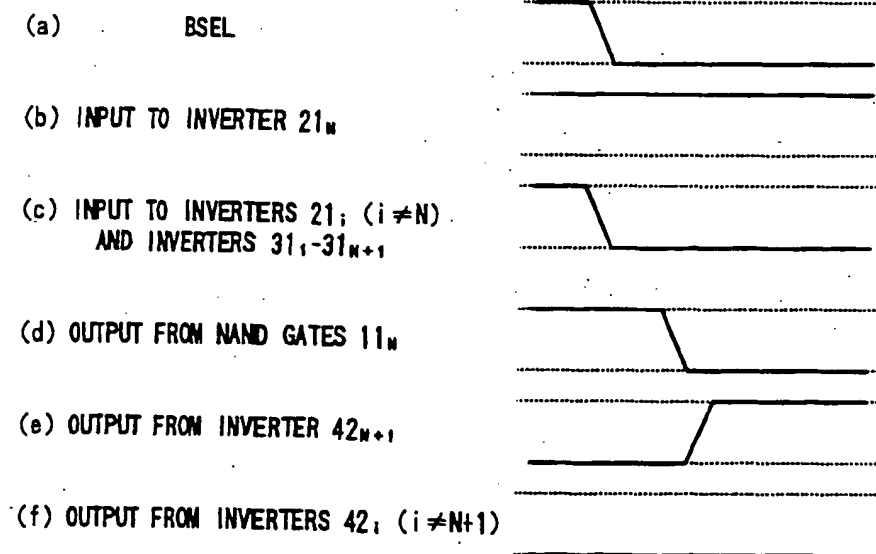 (a) BSEL
(b) INPUT TO INVERTER 21N
(c) INPUT TO INVERTERS 21i (i≠N)
AND INVERTERS 31₁-31N+1
(d) OUTPUT FROM NAND GATES 11N
(e) OUTPUT FROM INVERTER 42N+1
(f) OUTPUT FROM INVERTERS 42i (i≠N+1)